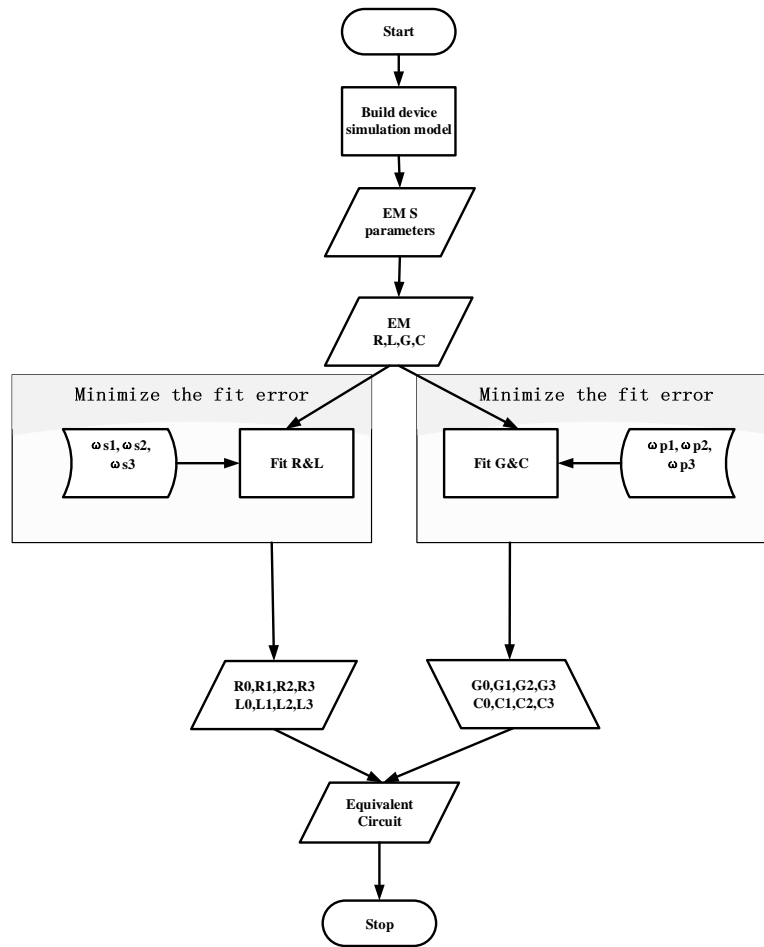 Start
Build device
simulation model
EM S
parameters
EM
R,L,G,C
Minimize the fit error
ωs1, ωs2,
ωs3
Fit R&L
Minimize the fit error
Fit G&C
ωp1, ωp2,
ωp3
R0,R1,R2,R3
L0,L1,L2,L3
G0,G1,G2,G3
C0,C1,C2,C3
Equivalent
Circuit
Stop